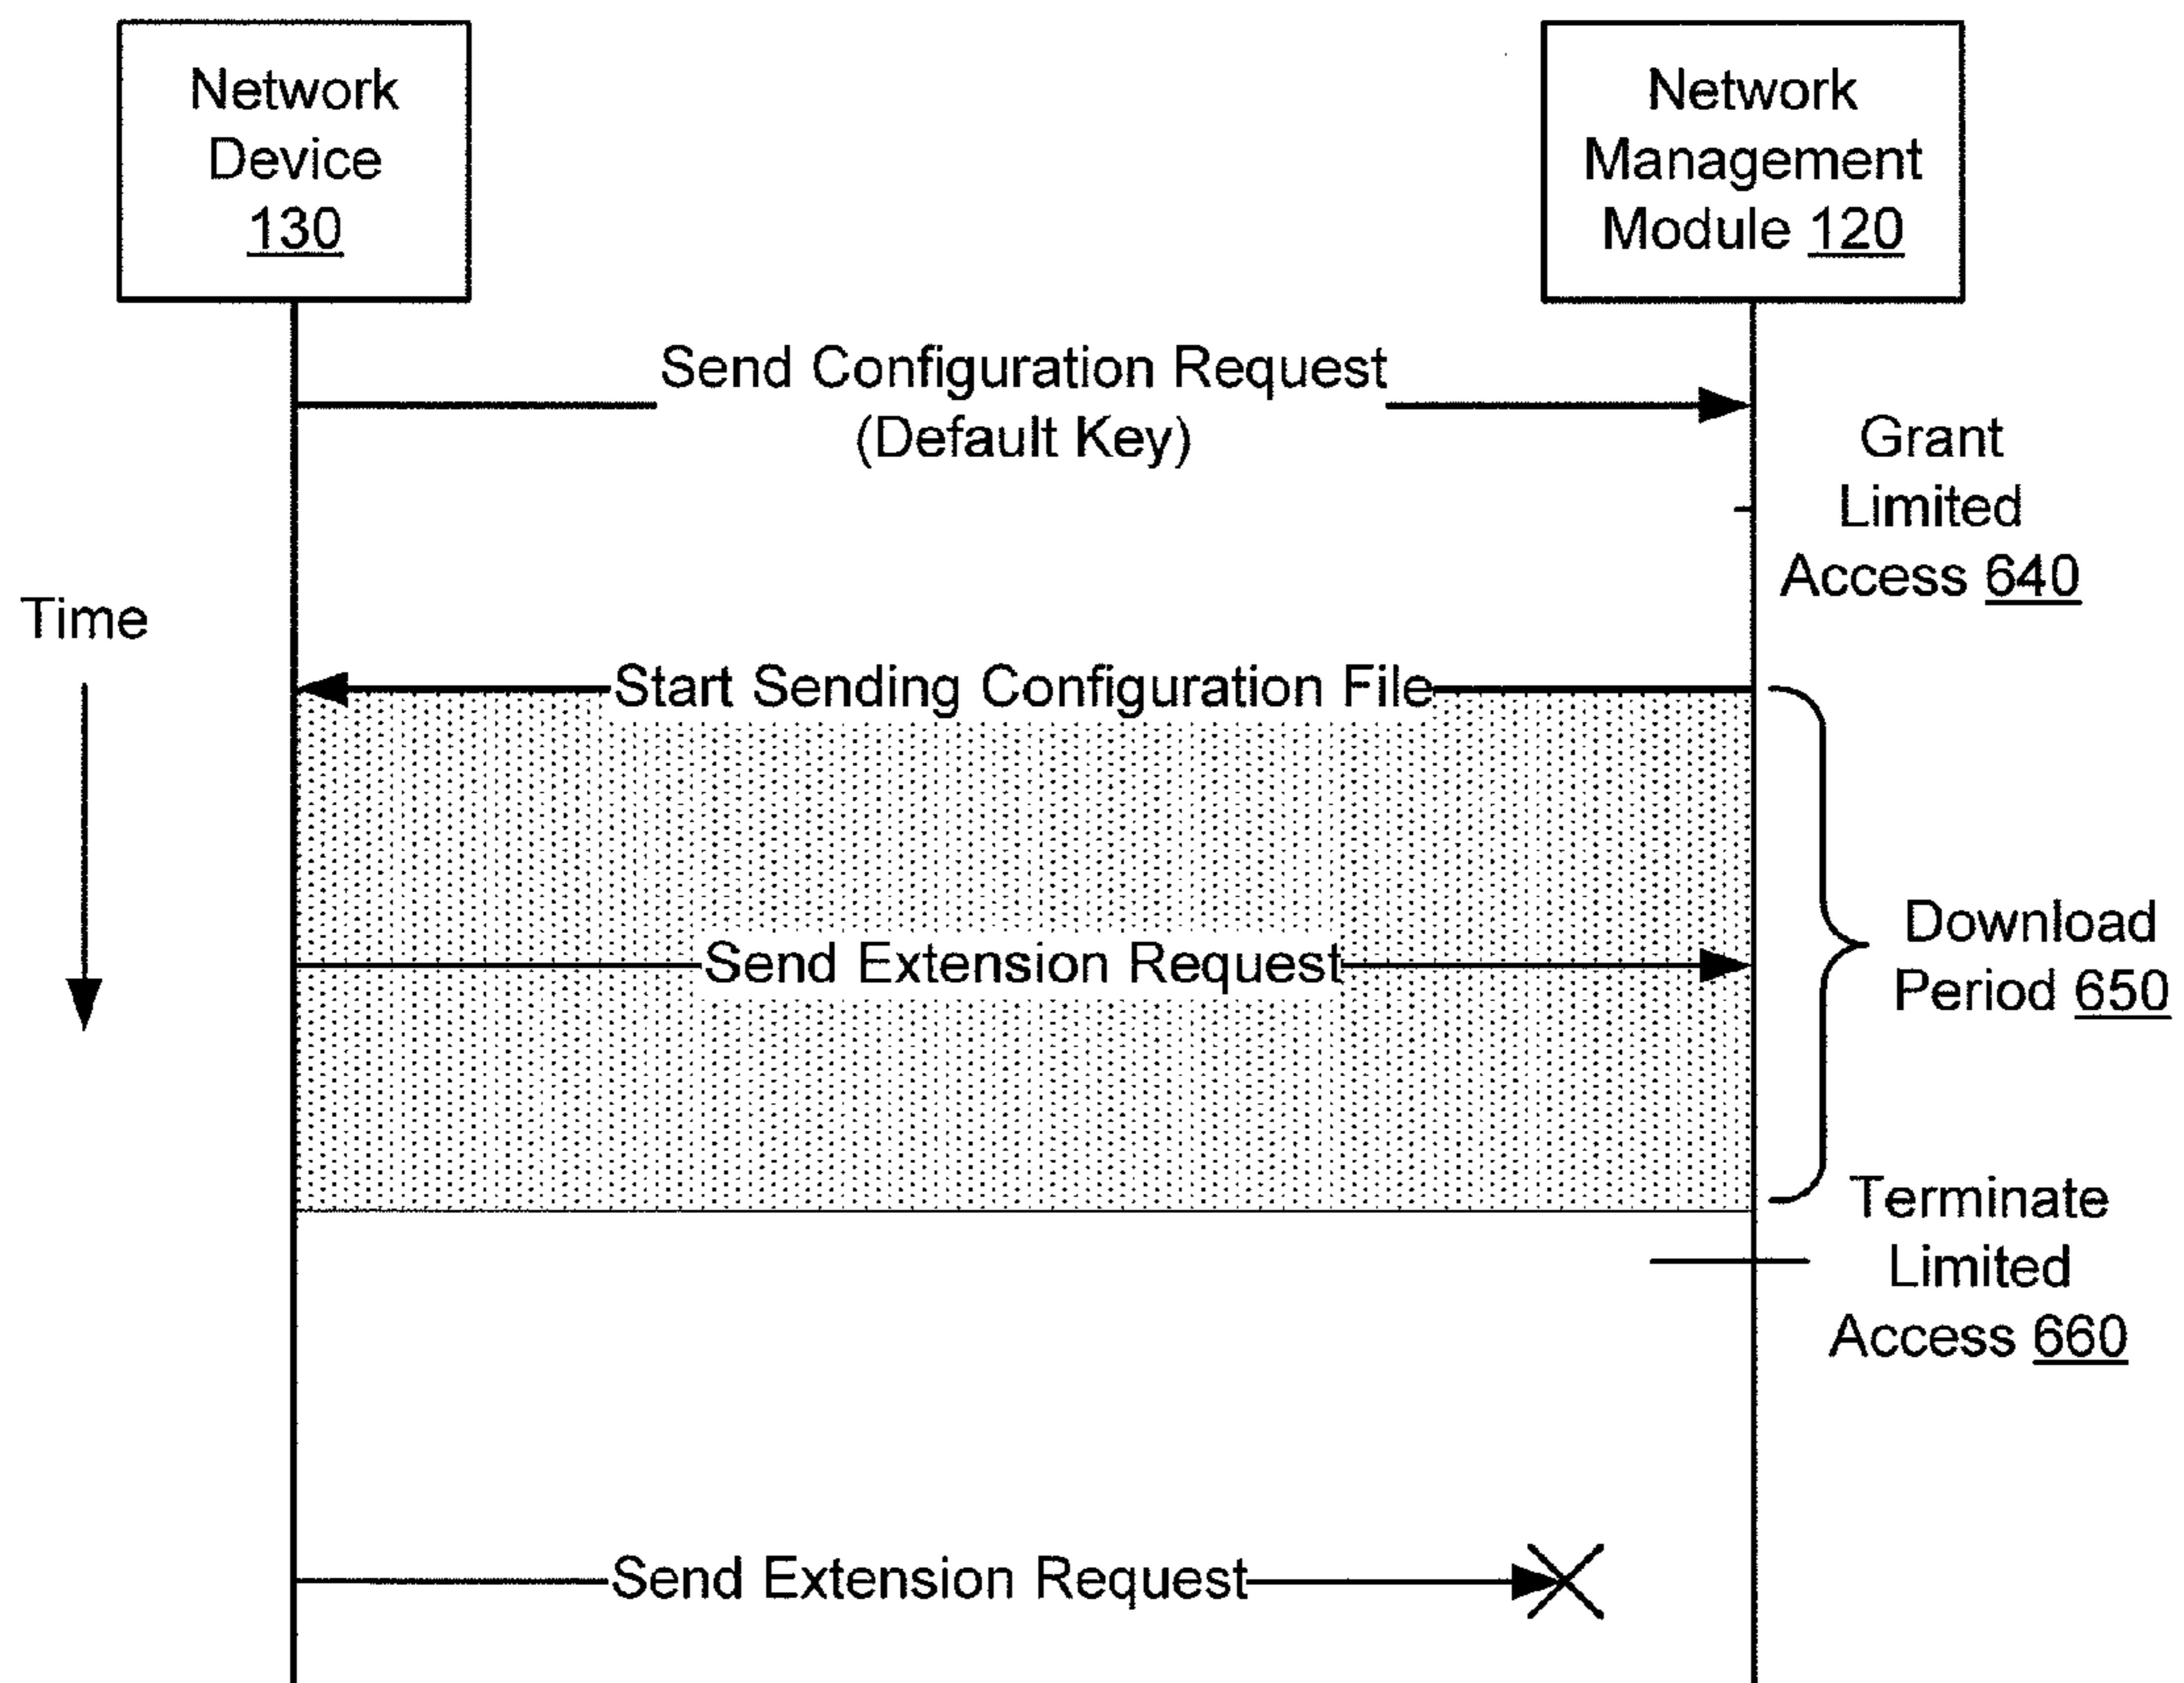 Network
Device
130
Network
Management
Module 120
Send Configuration Request
(Default Key)
Grant
Limited
Access 640
Time
Start Sending Configuration File
Send Extension Request
Download
Period 650
Terminate
Limited
Access 660
Send Extension Request